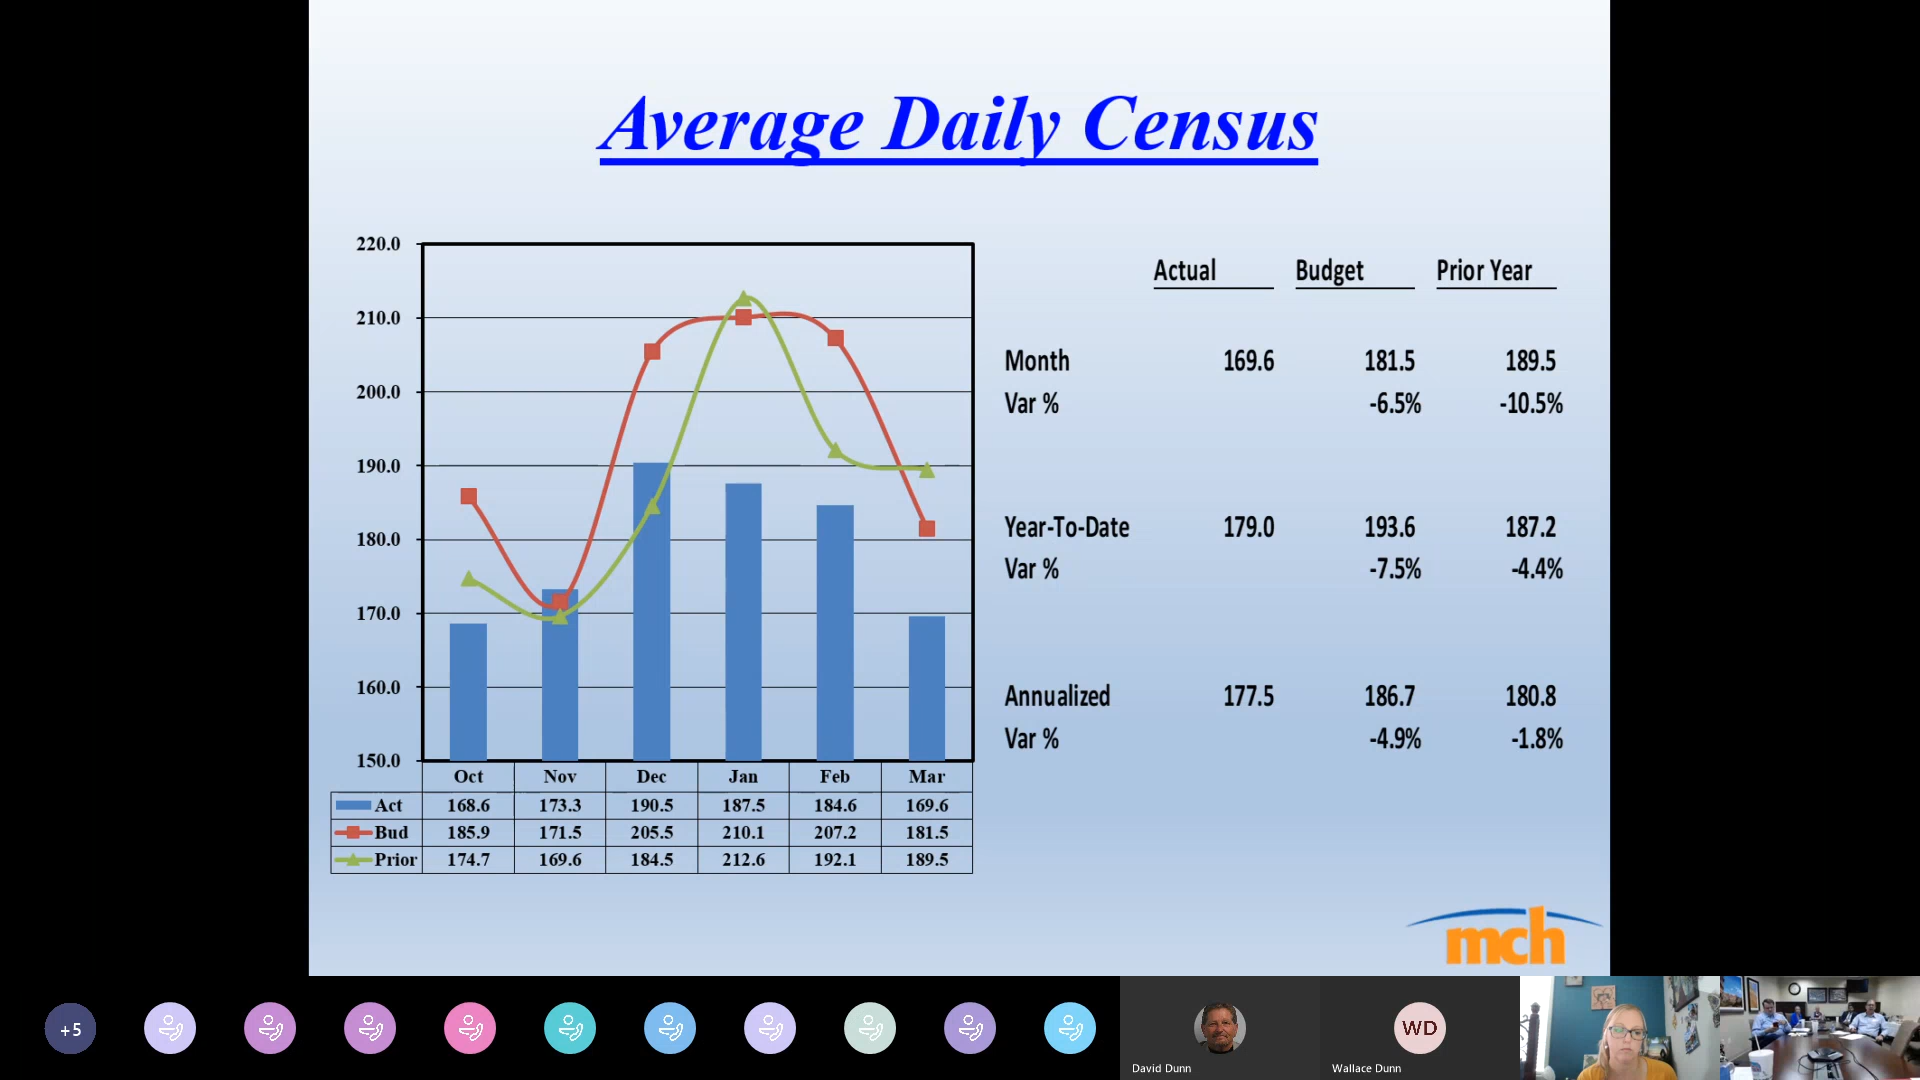 Average Daily Census
220.0
210.0
200.0
190.0
180.0
170.0
160.0
150.0
Oct Nov Dec Jan Feb Mar
Act 168.6 173.3 190.5 187.5 184.6 169.6
Bud 185.9 171.5 205.5 210.1 207.2 181.5
Prior 174.7 169.6 184.5 212.6 192.1 189.5
Actual Budget Prior Year
Month 169.6 181.5 189.5
Var % -6.5% -10.5%
Year-To-Date 179.0 193.6 187.2
Var % -7.5% -4.4%
Annualized 177.5 186.7 180.8
Var % -4.9% -1.8%
mch
+5
WD
David Dunn
Wallace Dunn